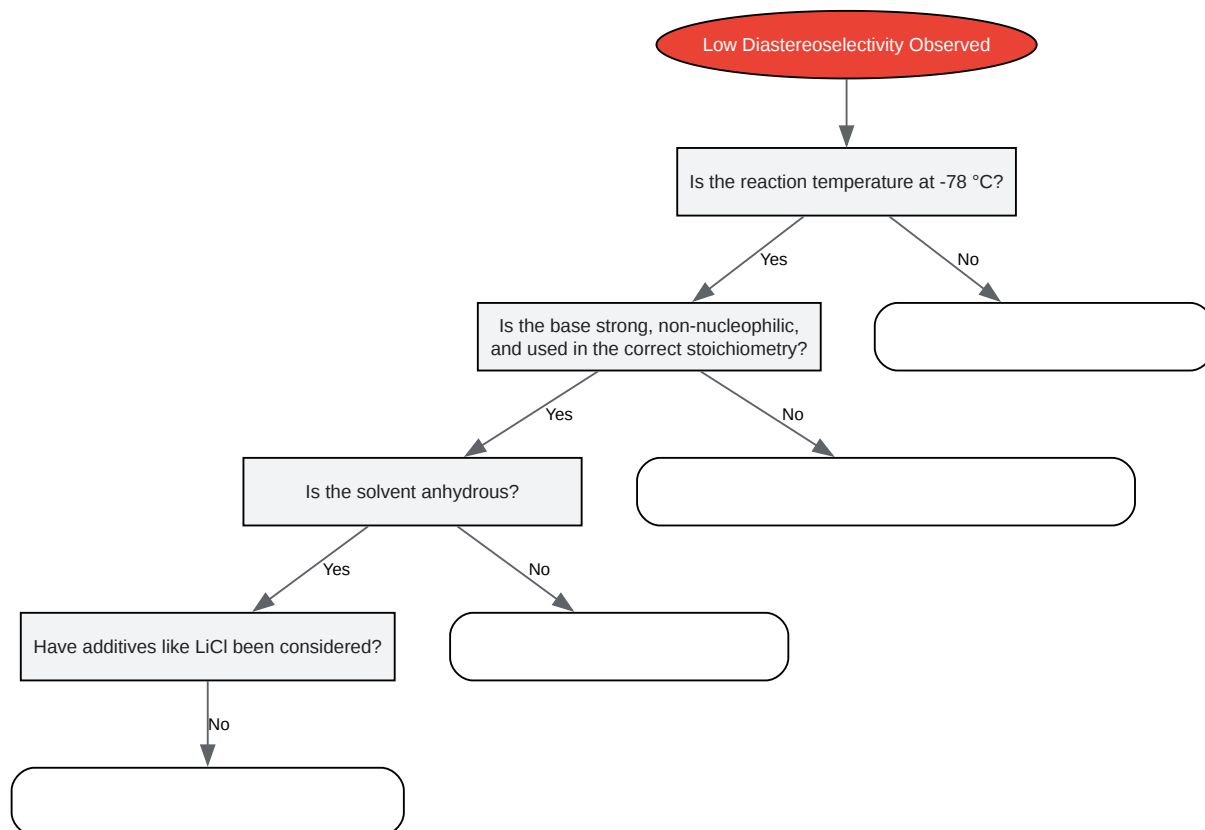 Low Diastereoselectivity Observed
Is the reaction temperature at -78 °C?
Yes
No
Is the base strong, non-nucleophilic,
and used in the correct stoichiometry?
Yes
No
Is the solvent anhydrous?
Yes
No
Have additives like LiCl been considered?
No